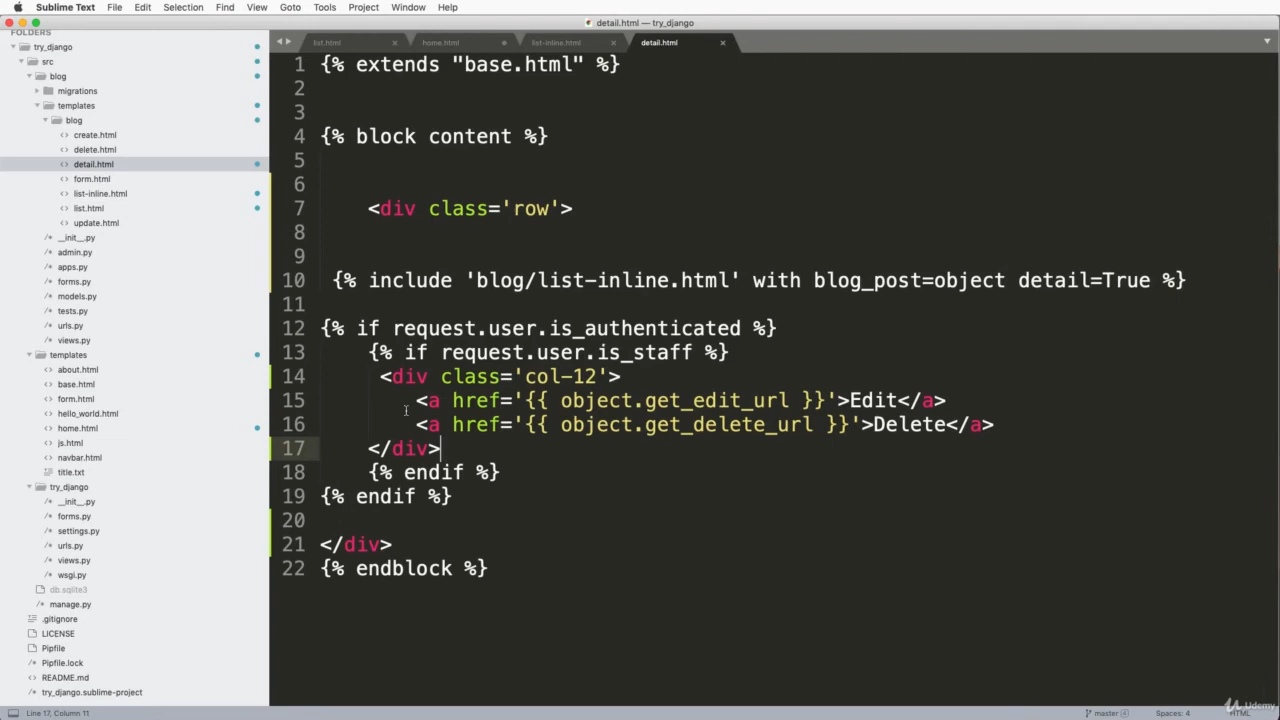 Sublime Text File Edit Selection Find View Goto Tools Project Window Help
detail.html — try_django
FOLDERS
try_django
src
blog
migrations
templates
blog
create.html
delete.html
detail.html
form.html
list-inline.html
list.html
update.html
__init__.py
admin.py
apps.py
forms.py
models.py
tests.py
urls.py
views.py
templates
about.html
base.html
form.html
hello_world.html
home.html
js.html
navbar.html
title.txt
try_django
__init__.py
forms.py
settings.py
urls.py
views.py
wsgi.py
db.sqlite3
manage.py
.gitignore
LICENSE
Pipfile
Pipfile.lock
README.md
try_django.sublime-project
list.html home.html list-inline.html detail.html
1 {% extends "base.html" %}
2
3
4 {% block content %}
5
6
7 <div class='row'>
8
9
10 {% include 'blog/list-inline.html' with blog_post=object detail=True %}
11
12 {% if request.user.is_authenticated %}
13 {% if request.user.is_staff %}
14 <div class='col-12'>
15 <a href='{{ object.get_edit_url }}'>Edit</a>
16 <a href='{{ object.get_delete_url }}'>Delete</a>
17 </div>
18 {% endif %}
19 {% endif %}
20
21 </div>
22 {% endblock %}
Udemy
Line 17, Column 11 master 4 Spaces: 4 HTML